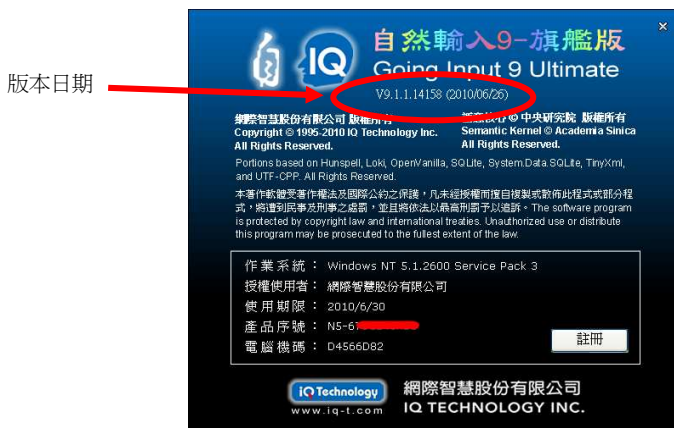 版本日期
×
IQ
自然輸入9-旗艦版
Going Input 9 Ultimate
V9.1.1.14158 (2010/06/26)
網際智慧股份有限公司 版權所有
Copyright © 1995-2010 IQ Technology Inc.
All Rights Reserved.
© 中央研究院 版權所有
Semantic Kernel © Academia Sinica
All Rights Reserved.
Portions based on Hunspell, Loki, OpenVanilla, SQLite, System.Data.SQLite, TinyXml,
and UTF-CPP. All Rights Reserved.
本著作軟體受著作權法及國際公約之保護，凡未經授權而擅自複製或散佈此程式或部分程
式，將遭到民事及刑事之處罰，並且將依法以最高刑罰予以追訴。The software program
is protected by copyright law and international treaties. Unauthorized use or distribute
this program may be prosecuted to the fullest extent of the law.
作業系統： Windows NT 5.1.2600 Service Pack 3
授權使用者： 網際智慧股份有限公司
使用期限： 2010/6/30
產品序號： N5-6
電腦機碼： D4566D82
註冊
IQ Technology
www.iq-t.com
網際智慧股份有限公司
IQ TECHNOLOGY INC.